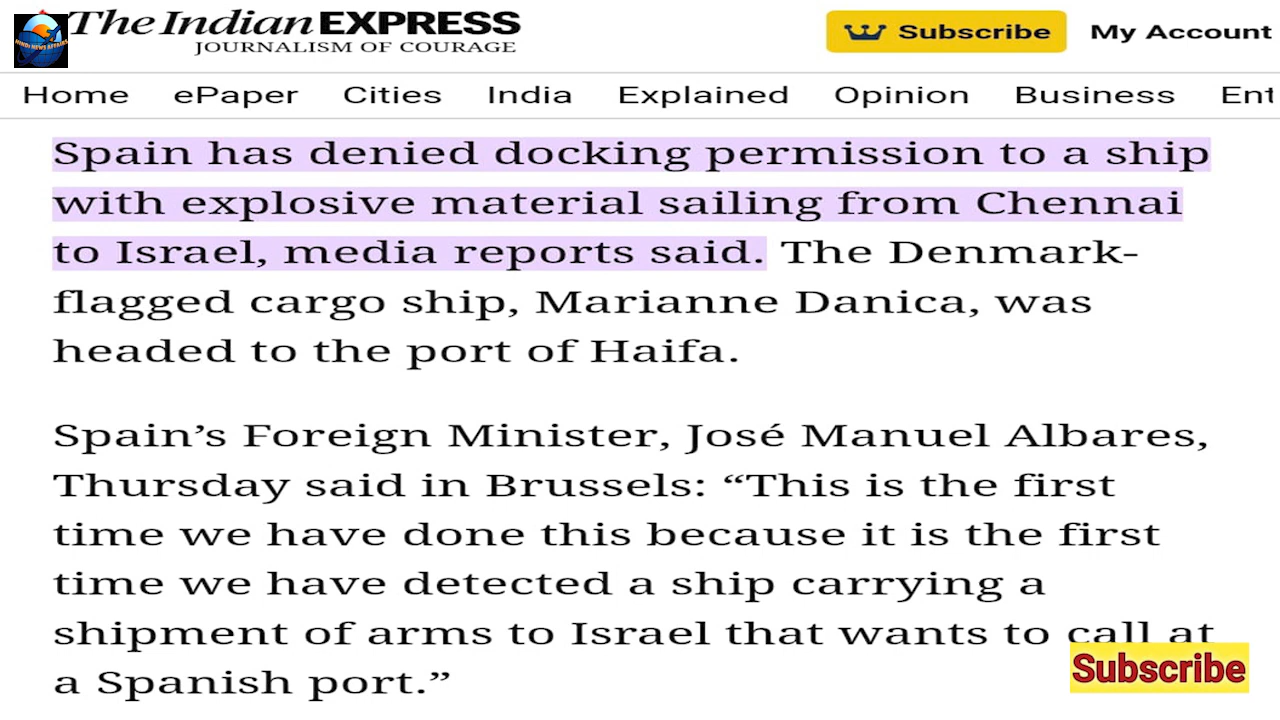 The Indian EXPRESS
JOURNALISM OF COURAGE
HINDI NEWS AFFAIRS
Subscribe My Account
Home ePaper Cities India Explained Opinion Business Ent
Spain has denied docking permission to a ship
with explosive material sailing from Chennai
to Israel, media reports said. The Denmark-
flagged cargo ship, Marianne Danica, was
headed to the port of Haifa.
Spain’s Foreign Minister, José Manuel Albares,
Thursday said in Brussels: “This is the first
time we have done this because it is the first
time we have detected a ship carrying a
shipment of arms to Israel that wants to call at
a Spanish port.”
Subscribe